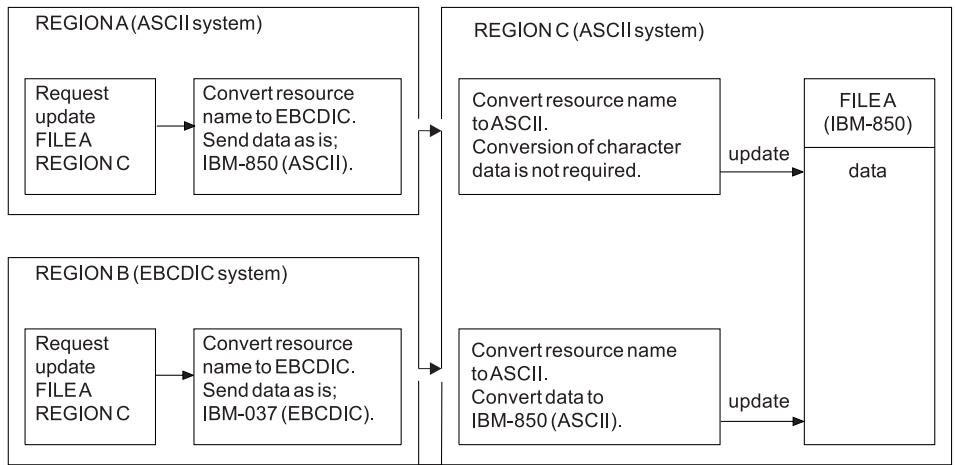 REGION A (ASCII system)
Request
update
FILEA
REGION C
Convert resource
name to EBCDIC.
Send data as is;
IBM-850 (ASCII).
REGION B (EBCDIC system)
Request
update
FILEA
REGION C
Convert resource
name to EBCDIC.
Send data as is;
IBM-037 (EBCDIC).
REGION C (ASCII system)
Convert resource name
to ASCII.
Conversion of character
data is not required.
update
FILEA
(IBM-850)
data
Convert resource name
to ASCII.
Convert data to
IBM-850 (ASCII).
update